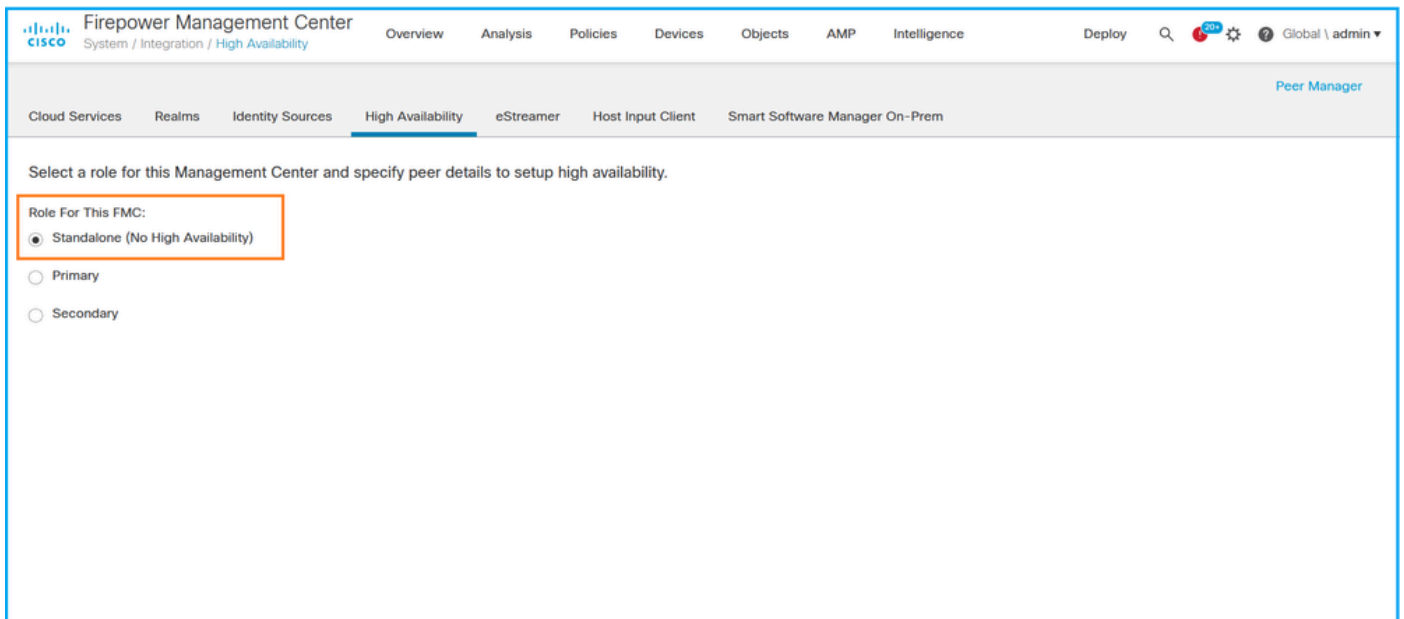 Firepower Management Center
CISCO
System / Integration / High Availability
Overview Analysis Policies Devices Objects AMP Intelligence Deploy 20+ Global \ admin
Peer Manager
Cloud Services Realms Identity Sources High Availability eStreamer Host Input Client Smart Software Manager On-Prem
Select a role for this Management Center and specify peer details to setup high availability.
Role For This FMC:
Standalone (No High Availability)
Primary
Secondary